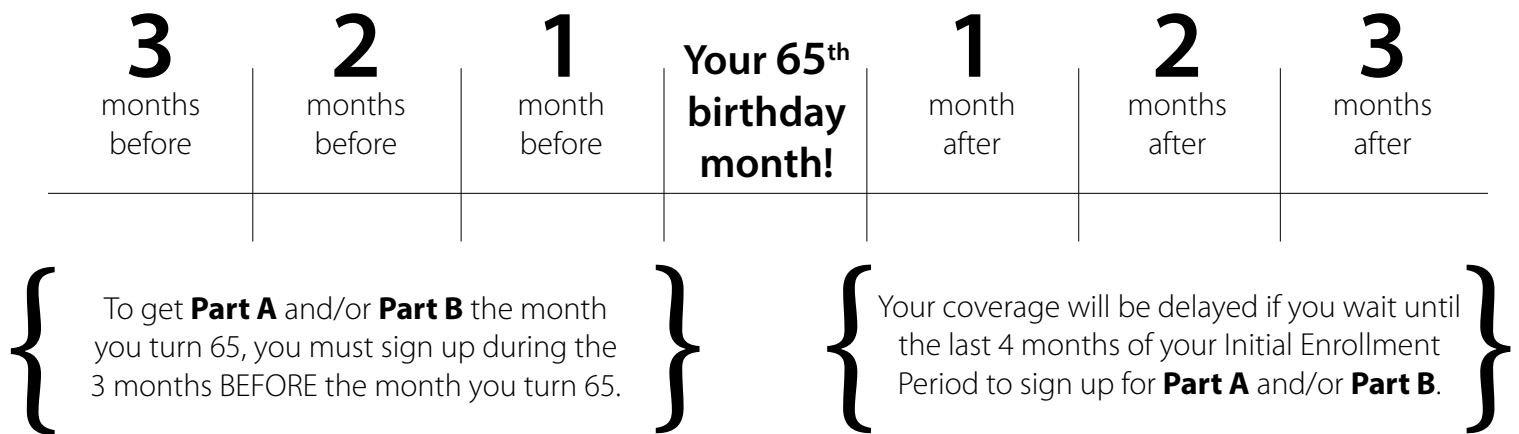 3
months
before
2
months
before
1
month
before
Your 65th
birthday
month!
1
month
after
2
months
after
3
months
after
To get Part A and/or Part B the month
you turn 65, you must sign up during the
3 months BEFORE the month you turn 65.
Your coverage will be delayed if you wait until
the last 4 months of your Initial Enrollment
Period to sign up for Part A and/or Part B.